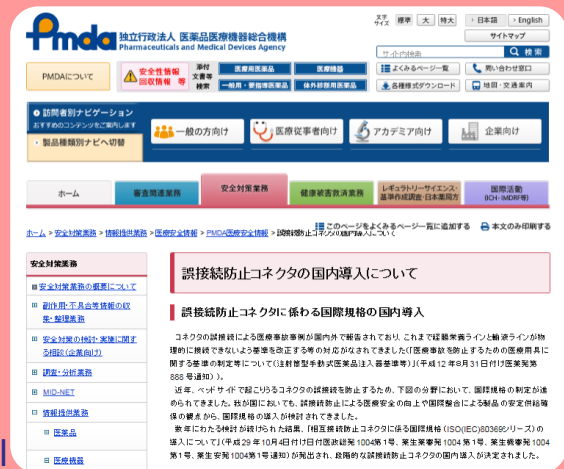 文字サイズ 標準 大 特大
› 日本語 › English
サイトマップ
Pmda 独立行政法人 医薬品医療機器総合機構
Pharmaceuticals and Medical Devices Agency
サイト内検索 検索
PMDAについて
安全性情報 回収情報 等
添付文書等検索
医療用医薬品 医療機器
一般用・要指導医薬品 体外診断用医薬品
よくみるページ一覧 問い合わせ窓口
各種様式ダウンロード 地図・交通案内
訪問者別ナビゲーション
おすすめのコンテンツをご案内します
› 製品種類別ナビへ切替
一般の方向け
医療従事者向け
アカデミア向け
企業向け
ホーム
審査関連業務
安全対策業務
健康被害救済業務
レギュラトリーサイエンス・基準作成調査・日本薬局方
国際活動
(ICH・IMDRF等)
このページをよくみるページ一覧に追加する 本文のみ印刷する
ホーム > 安全対策業務 > 情報提供業務 > 医療安全情報 > PMDA医療安全情報 > 誤接続防止コネクタの国内導入について
安全対策業務
安全対策業務の概要について
副作用・不具合等情報の収
集・整理業務
安全対策の検討・実施に関す
る相談(企業向け)
調査・分析業務
MID-NET
情報提供業務
医薬品
医療機器
誤接続防止コネクタの国内導入について
誤接続防止コネクタに係わる国際規格の国内導入
コネクタの誤接続による医療事故事例が国内外で報告されており、これまで経腸栄養ラインと輸液ラインが物
理的に接続できないよう基準を改正する等の対応がなされてきました(「医療事故を防止するための医療用具に
関する基準の制定等について(注射筒型手動式医薬品注入器基準等)」(平成12年8月31日付け医薬発第
888号通知))。
近年、ベッドサイドで起こりうるコネクタの誤接続を防止するため、下図の分野において、国際規格の制定が進
められてきました。我が国においても、誤接続防止による医療安全の向上や国際整合による製品の安定供給確
保の観点から、国際規格の導入が検討されてきました。
数年にわたる検討が続けられた結果、「相互接続防止コネクタに係る国際規格(ISO(IEC)80369シリーズ)の
導入について」(平成29年10月4日付け医政総発1004第1号、薬生薬審発1004第1号、薬生機審発1004
第1号、薬生安発1004第1号通知)が発出され、段階的な誤接続防止コネクタの国内導入が決定されました。